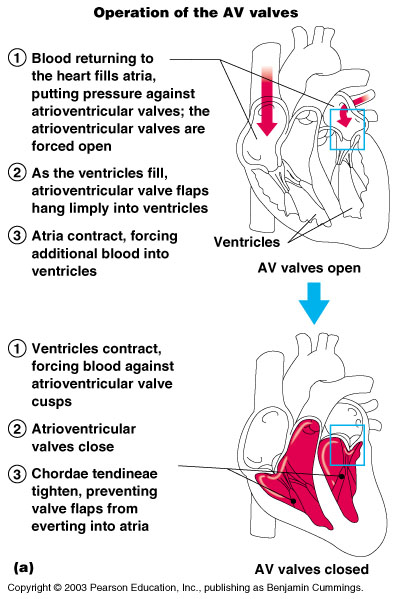 Operation of the AV valves
1 Blood returning to
the heart fills atria,
putting pressure against
atrioventricular valves; the
atrioventricular valves are
forced open
2 As the ventricles fill,
atrioventricular valve flaps
hang limply into ventricles
3 Atria contract, forcing
additional blood into
ventricles
Ventricles
AV valves open
1 Ventricles contract,
forcing blood against
atrioventricular valve
cusps
2 Atrioventricular
valves close
3 Chordae tendineae
tighten, preventing
valve flaps from
everting into atria
(a)
AV valves closed
Copyright © 2003 Pearson Education, Inc., publishing as Benjamin Cummings.